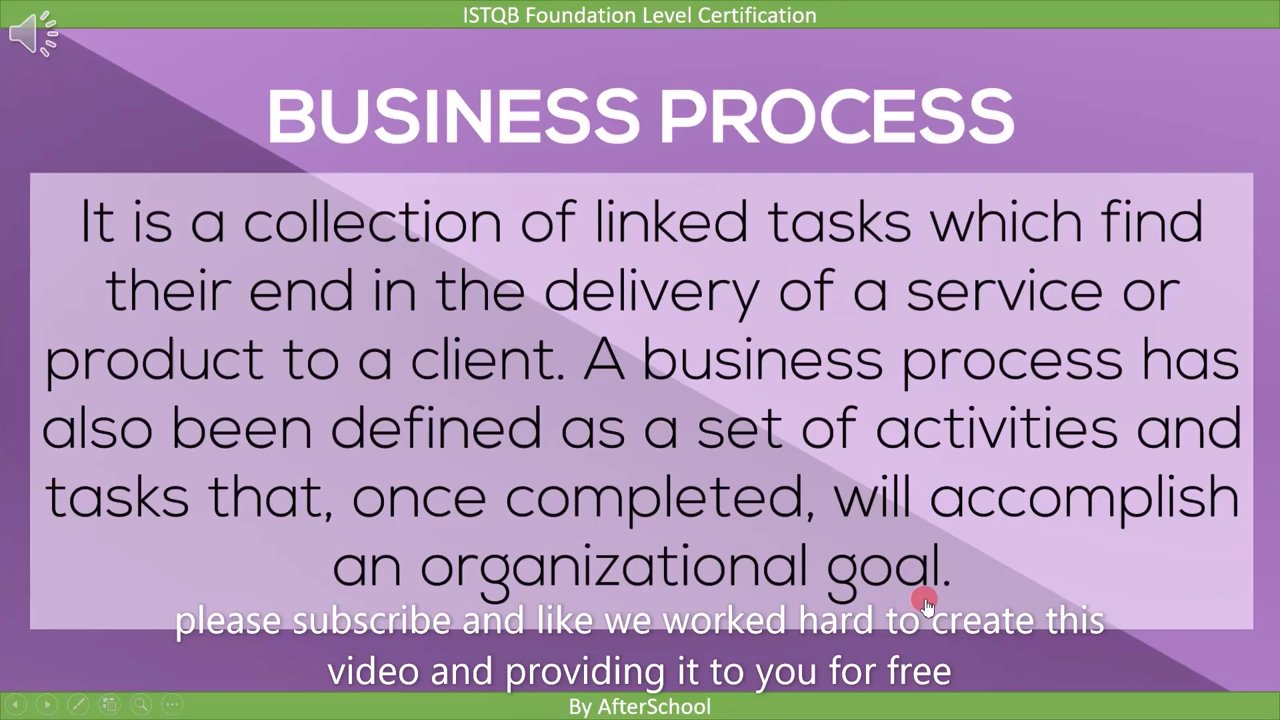 ISTQB Foundation Level Certification
BUSINESS PROCESS
It is a collection of linked tasks which find
their end in the delivery of a service or
product to a client. A business process has
also been defined as a set of activities and
tasks that, once completed, will accomplish
an organizational goal.
please subscribe and like we worked hard to create this
video and providing it to you for free
By AfterSchool